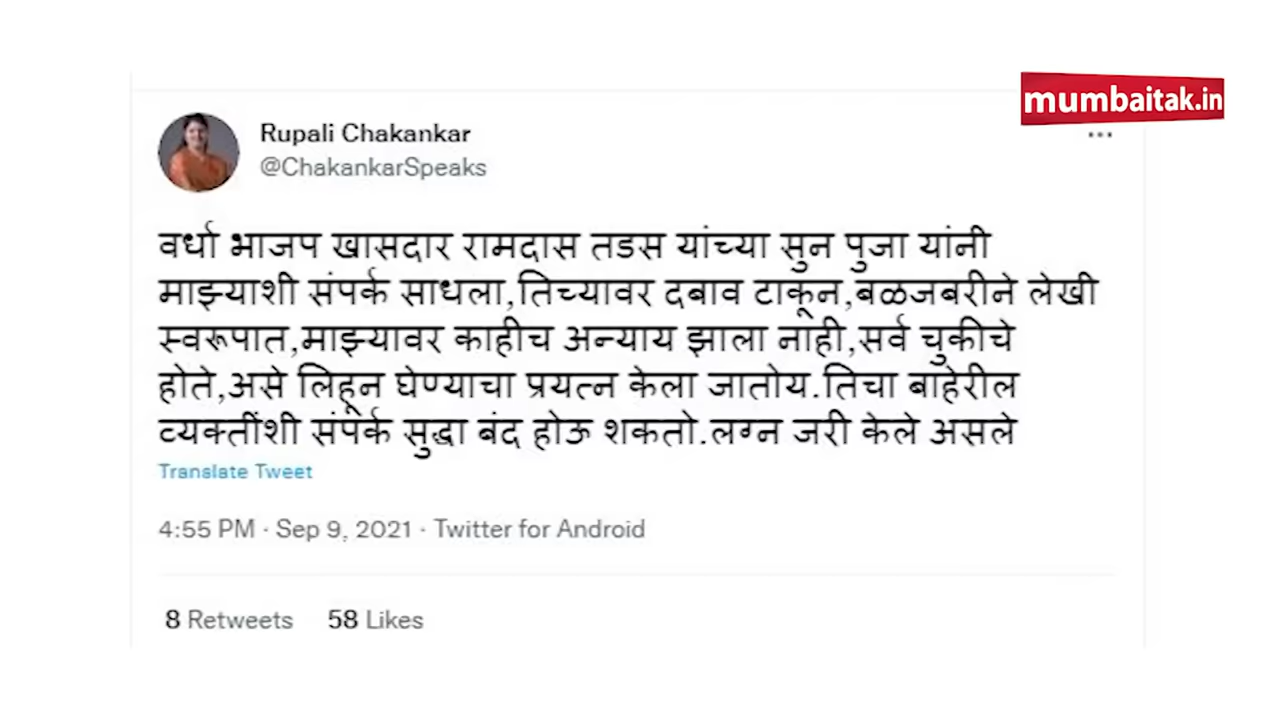 mumbaitak.in
Rupali Chakankar
@ChakankarSpeaks
वर्धा भाजप खासदार रामदास तडस यांच्या सुन पुजा यांनी
माझ्याशी संपर्क साधला,तिच्यावर दबाव टाकून,बळजबरीने लेखी
स्वरूपात,माझ्यावर काहीच अन्याय झाला नाही,सर्व चुकीचे
होते,असे लिहून घेण्याचा प्रयत्न केला जातोय.तिचा बाहेरील
व्यक्तींशी संपर्क सुद्धा बंद होऊ शकतो.लग्न जरी केले असले
Translate Tweet
4:55 PM · Sep 9, 2021 · Twitter for Android
8 Retweets 58 Likes